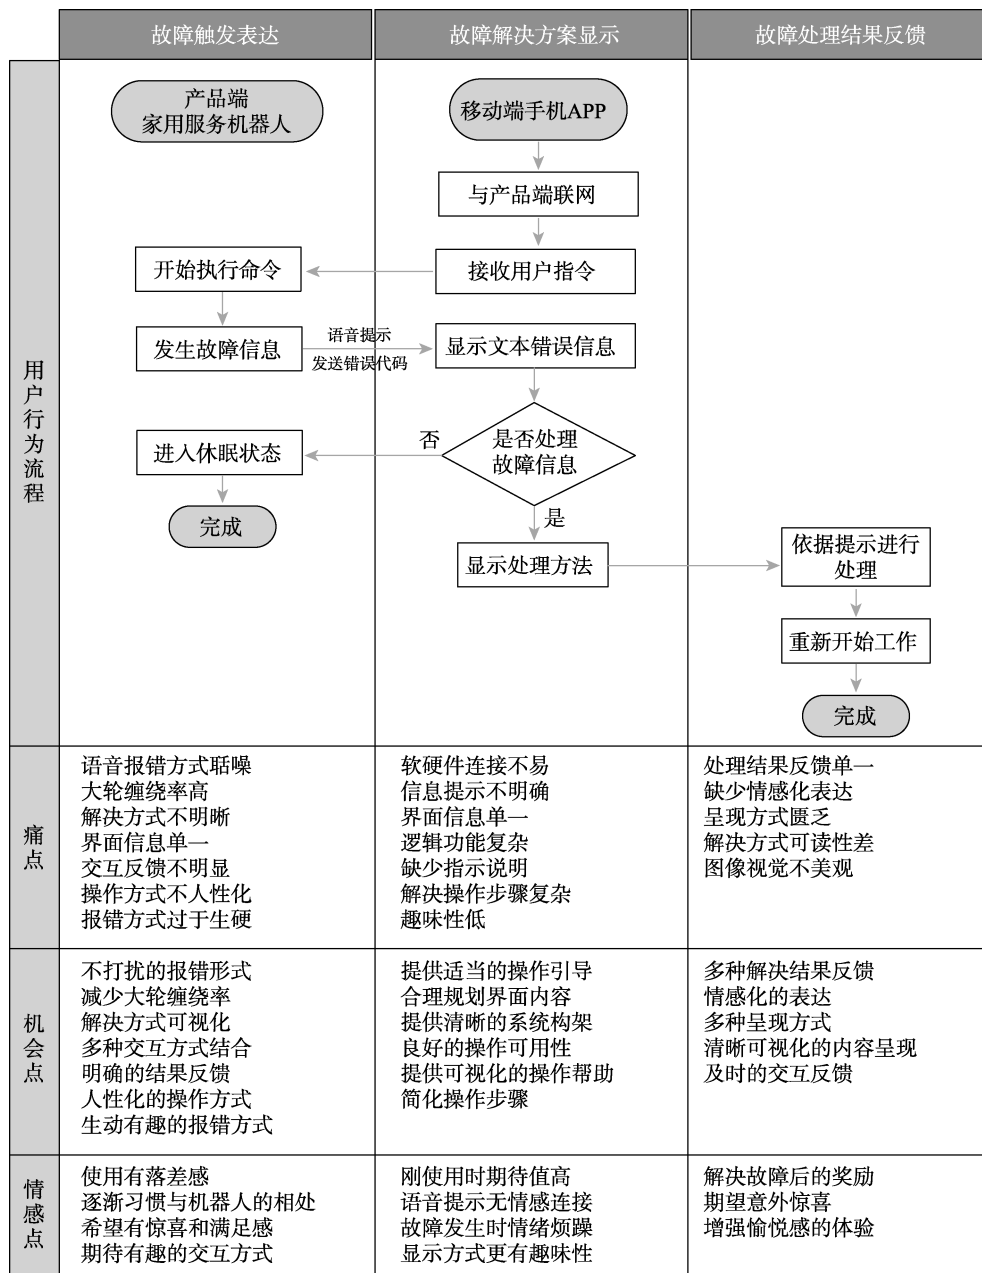 故障触发表达
故障解决方案显示
故障处理结果反馈
用户行为流程
产品端
家用服务机器人
移动端手机APP
与产品端联网
接收用户指令
开始执行命令
发生故障信息
语音提示
发送错误代码
显示文本错误信息
是否处理
故障信息
否
进入休眠状态
完成
是
显示处理方法
依据提示进行
处理
重新开始工作
完成
痛点
语音报错方式聒噪
大轮缠绕率高
解决方式不明晰
界面信息单一
交互反馈不明显
操作方式不人性化
报错方式过于生硬
软硬件连接不易
信息提示不明确
界面信息单一
逻辑功能复杂
缺少指示说明
解决操作步骤复杂
趣味性低
处理结果反馈单一
缺少情感化表达
呈现方式匮乏
解决方式可读性差
图像视觉不美观
机会点
不打扰的报错形式
减少大轮缠绕率
解决方式可视化
多种交互方式结合
明确的结果反馈
人性化的操作方式
生动有趣的报错方式
提供适当的操作引导
合理规划界面内容
提供清晰的系统构架
良好的操作可用性
提供可视化的操作帮助
简化操作步骤
多种解决结果反馈
情感化的表达
多种呈现方式
清晰可视化的内容呈现
及时的交互反馈
情感点
使用有落差感
逐渐习惯与机器人的相处
希望有惊喜和满足感
期待有趣的交互方式
刚使用时期待值高
语音提示无情感连接
故障发生时情绪烦躁
显示方式更有趣味性
解决故障后的奖励
期望意外惊喜
增强愉悦感的体验